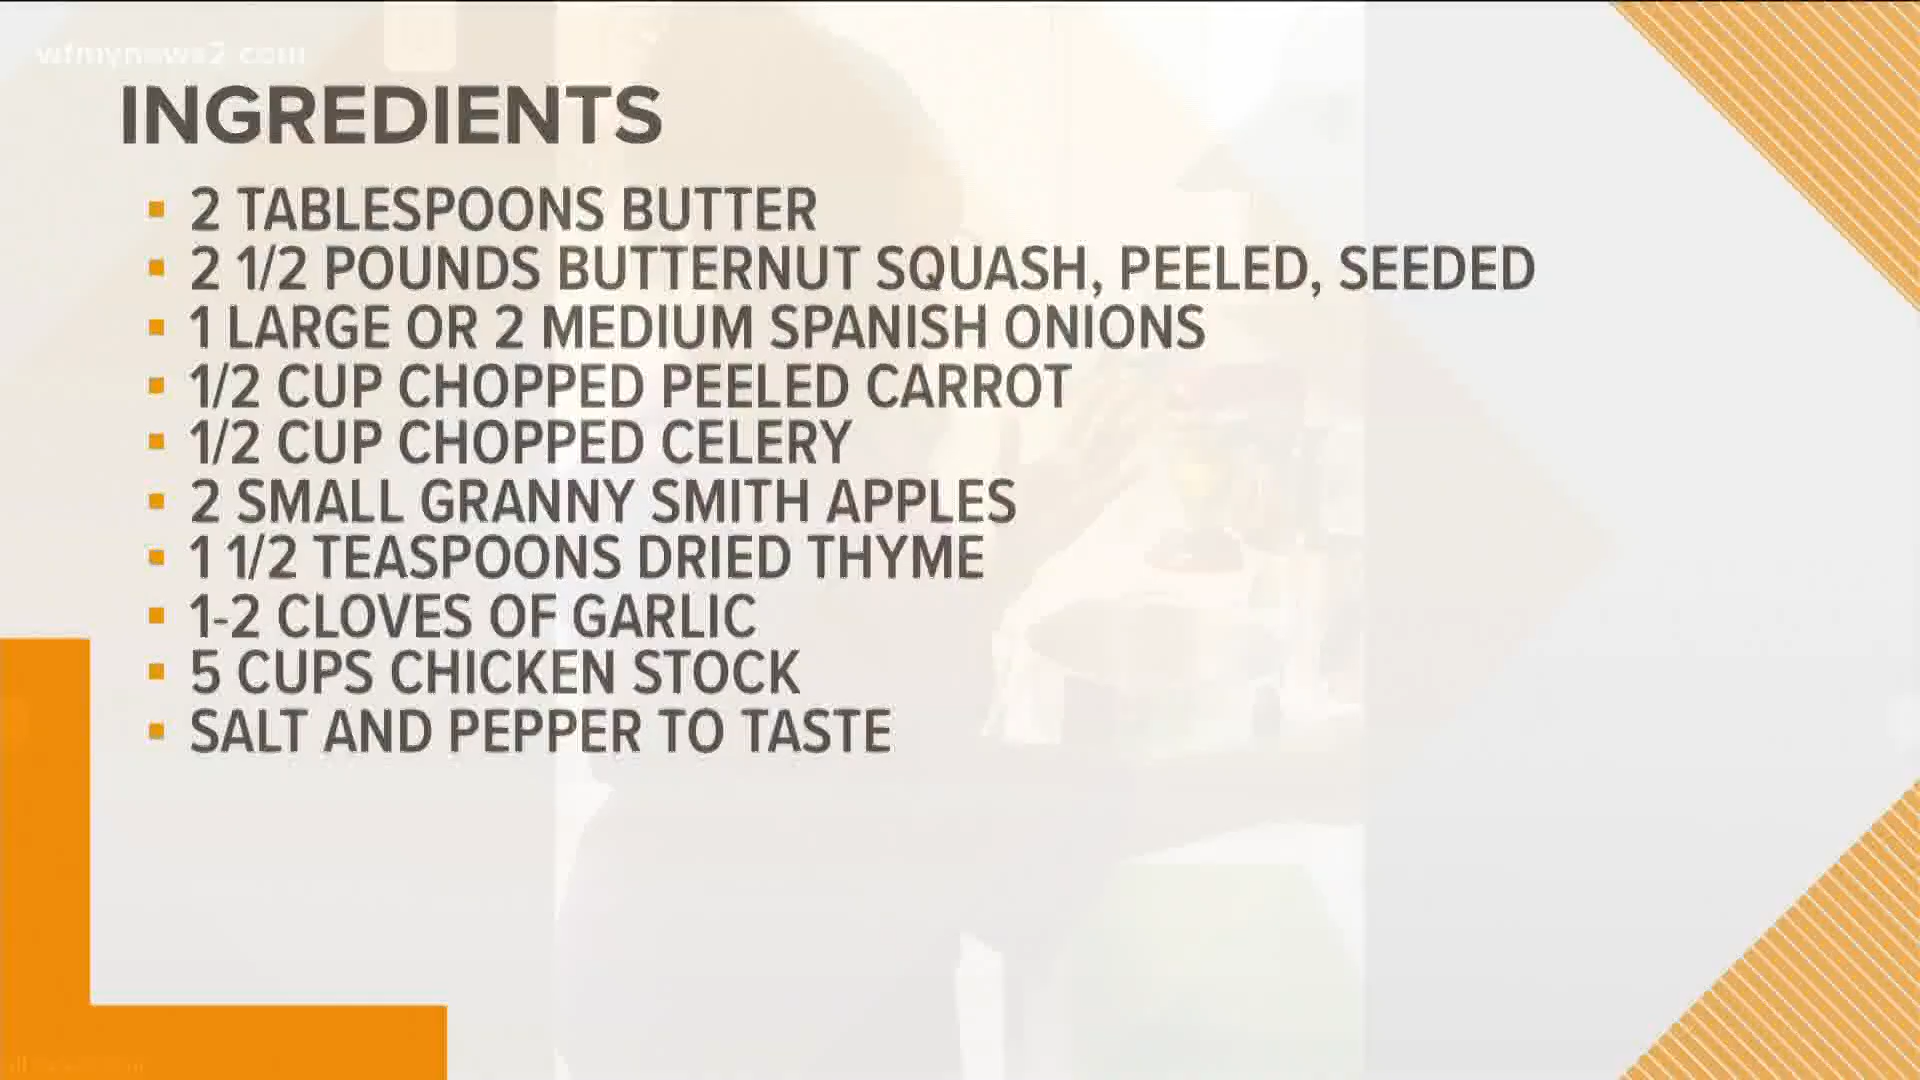 wfmynews2.com
INGREDIENTS
2 TABLESPOONS BUTTER
2 1/2 POUNDS BUTTERNUT SQUASH, PEELED, SEEDED
1 LARGE OR 2 MEDIUM SPANISH ONIONS
1/2 CUP CHOPPED PEELED CARROT
1/2 CUP CHOPPED CELERY
2 SMALL GRANNY SMITH APPLES
1 1/2 TEASPOONS DRIED THYME
1-2 CLOVES OF GARLIC
5 CUPS CHICKEN STOCK
SALT AND PEPPER TO TASTE